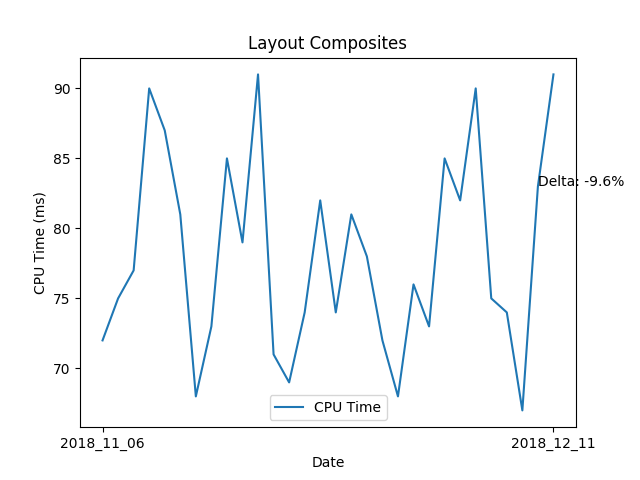 Layout Composites
90
85
80
75
70
CPU Time (ms)
Delta: -9.6%
CPU Time
2018_11_06
2018_12_11
Date